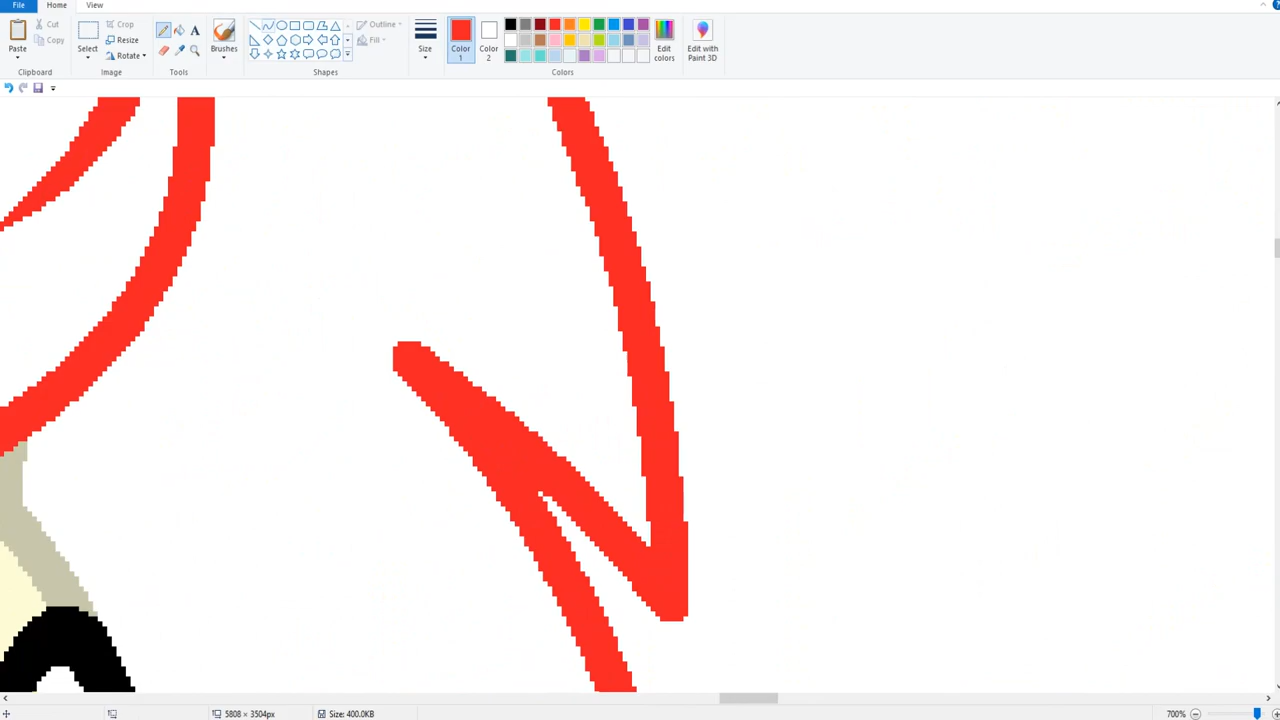 File Home View
Paste Cut Copy Clipboard
Select Crop Resize Rotate Image
Tools
Brushes
Outline Fill Shapes
Size
Color 1 Color 2 Edit colors Edit with Paint 3D Colors
5808 × 3504px Size: 400.0KB 700%